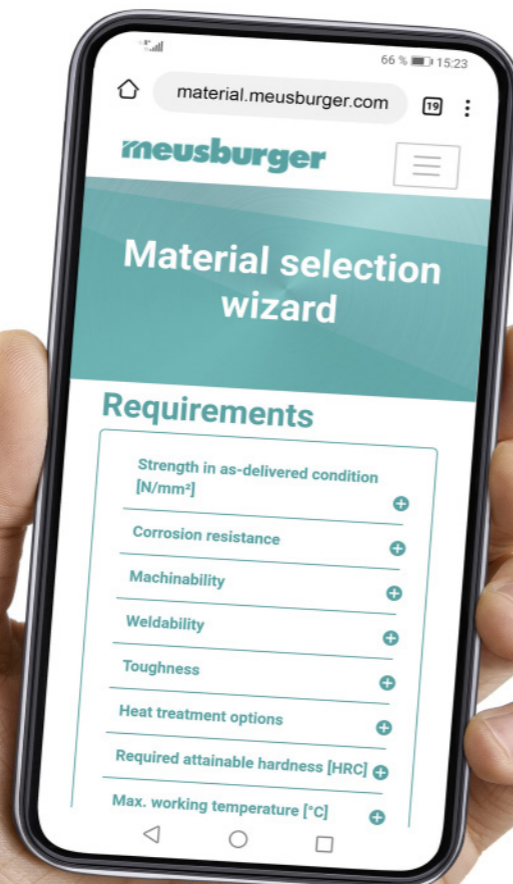 66 % 15:23
material.meusburger.com 19
meusburger
Material selection
wizard
Requirements
Strength in as-delivered condition
[N/mm²]
Corrosion resistance
Machinability
Weldability
Toughness
Heat treatment options
Required attainable hardness [HRC]
Max. working temperature [°C]